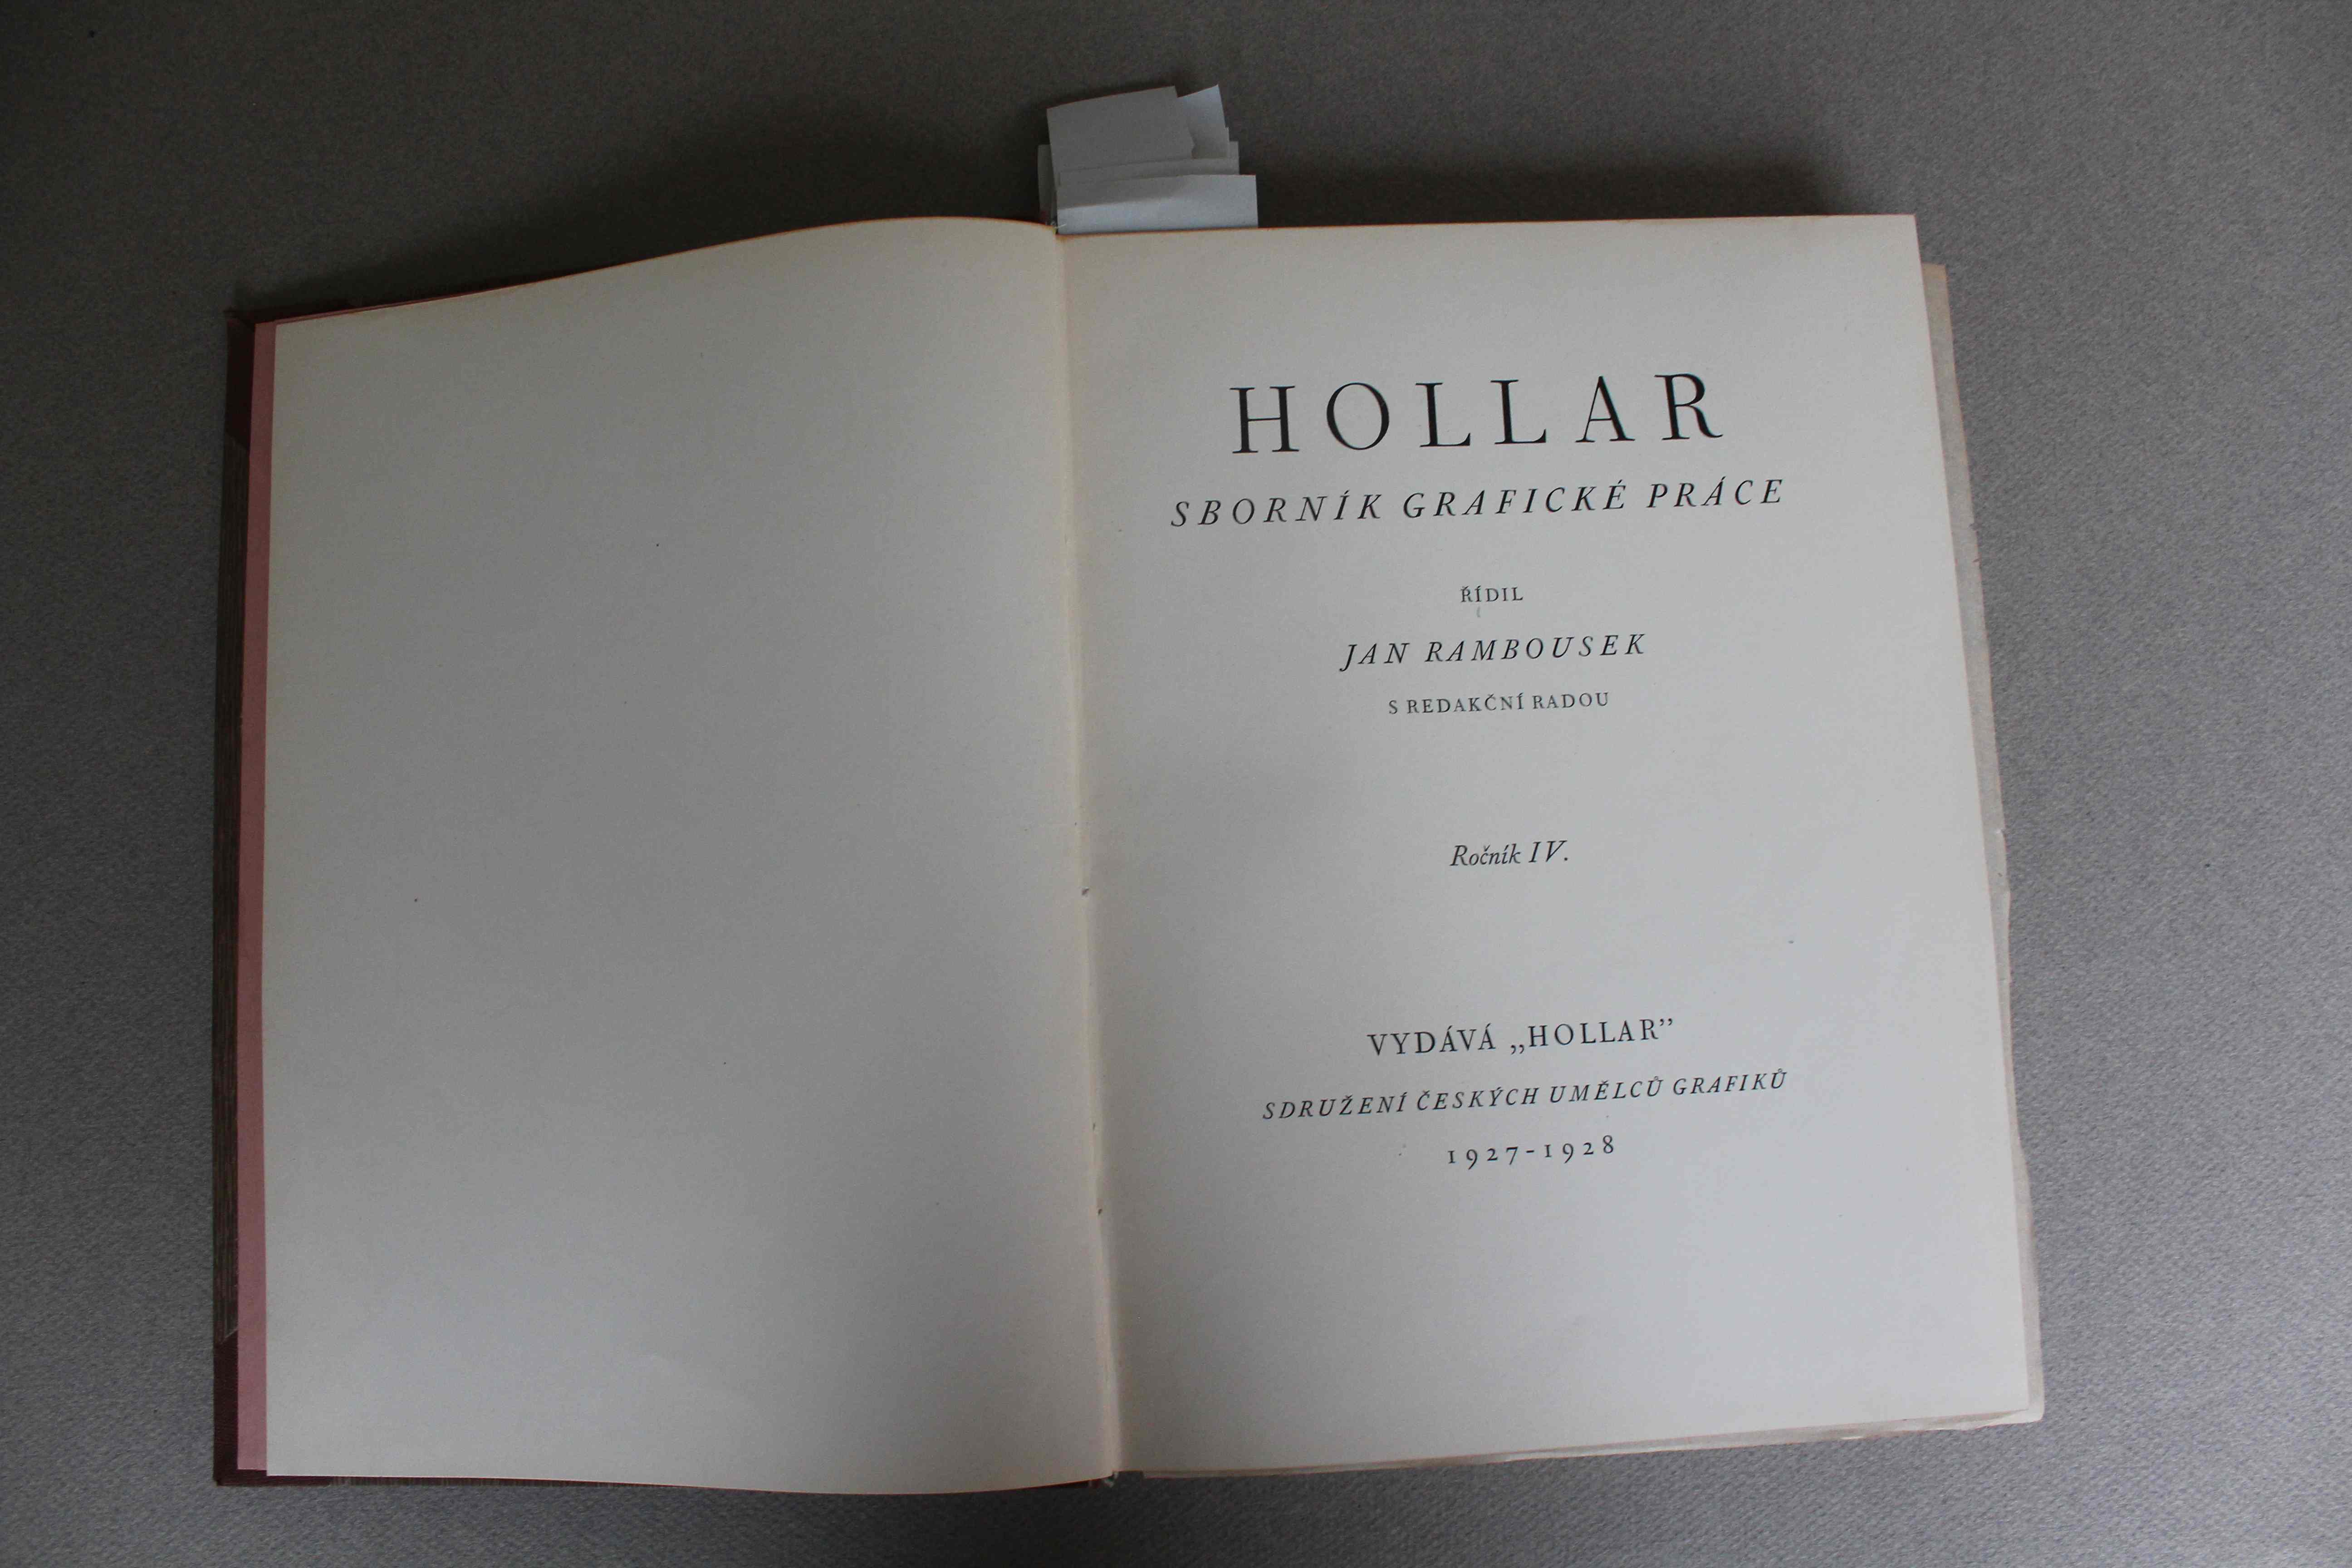 HOLLAR
SBORNÍK GRAFICKÉ PRÁCE
ŘÍDIL
JAN RAMBOUSEK
S REDAKČNÍ RADOU
Ročník IV.
VYDÁVÁ „HOLLAR”
SDRUŽENÍ ČESKÝCH UMĚLCŮ GRAFIKŮ
1927-1928